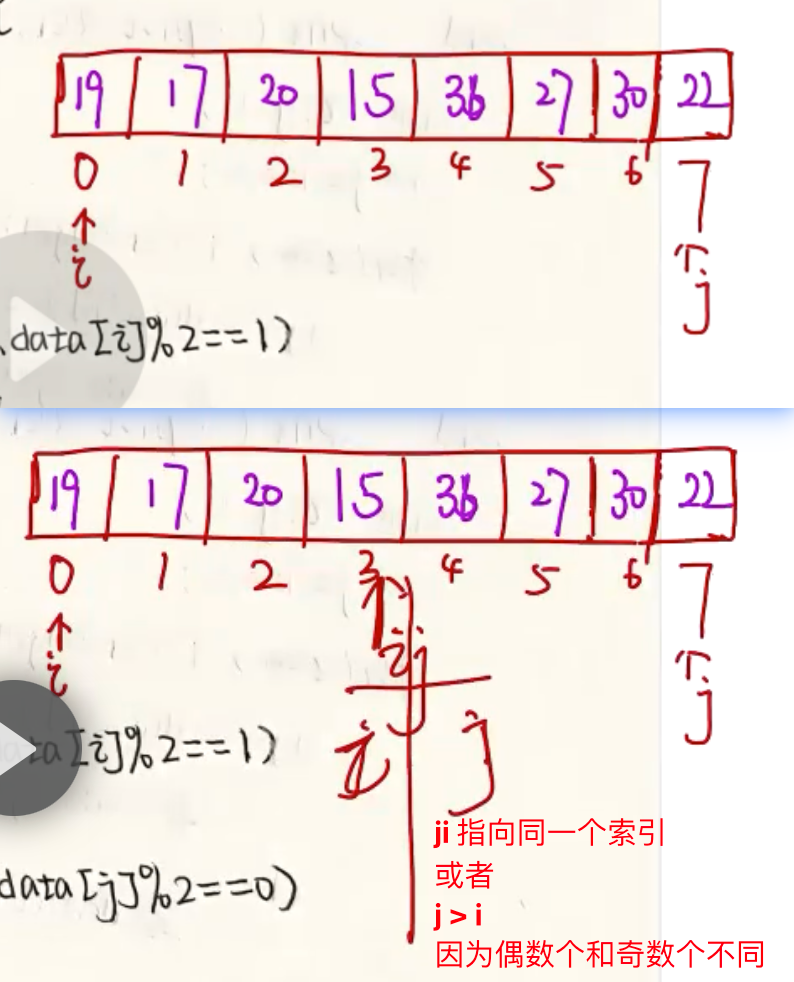 19 17 20 15 36 27 30 22
0 1 2 3 4 5 6 7
i j
data[i]%2==1)
19 17 20 15 36 27 30 22
0 1 2 3 4 5 6 7
i i j j
i j
ata[i]%2==1)
data[j]%2==0)
ji 指向同一个索引
或者
j > i
因为偶数个和奇数个不同